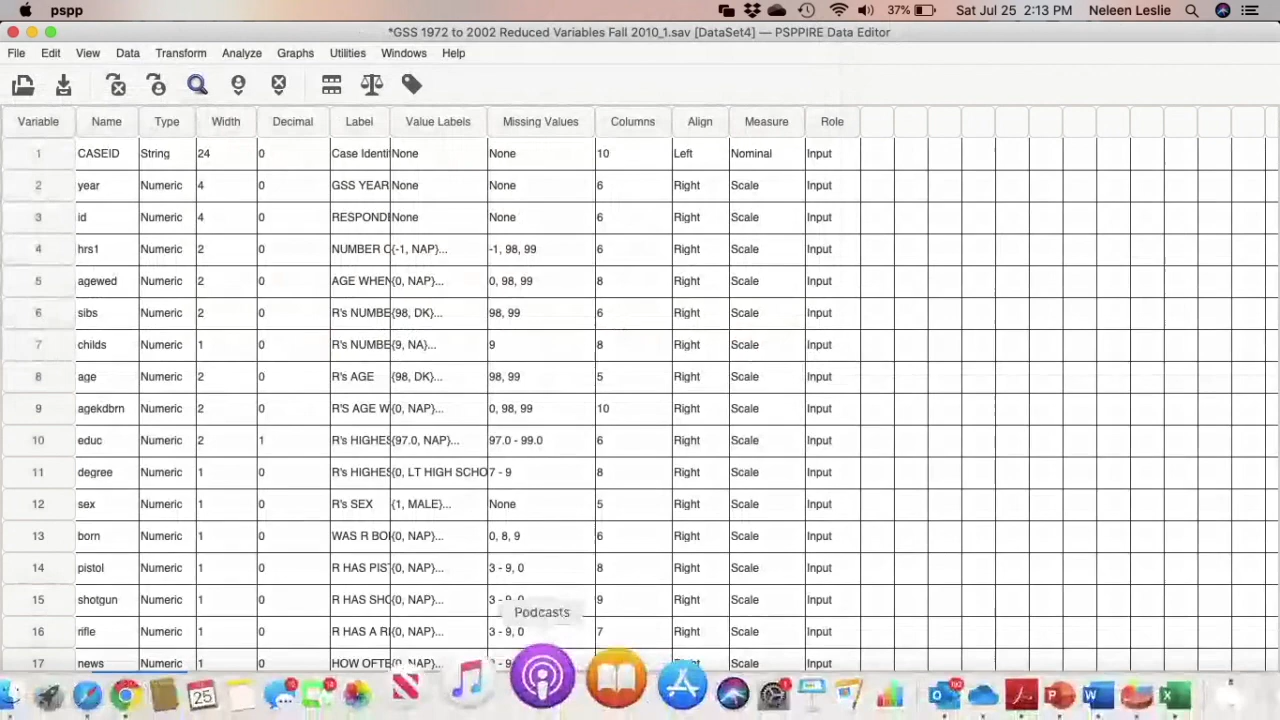 pspp 37% Sat Jul 25 2:13 PM Neleen Leslie
*GSS 1972 to 2002 Reduced Variables Fall 2010_1.sav [DataSet4] — PSPPIRE Data Editor
File Edit View Data Transform Analyze Graphs Utilities Windows Help
Variable Name Type Width Decimal Label Value Labels Missing Values Columns Align Measure Role
1 CASEID String 24 0 Case Identi None None 10 Left Nominal Input
2 year Numeric 4 0 GSS YEAR None None 6 Right Scale Input
3 id Numeric 4 0 RESPOND None None 6 Right Scale Input
4 hrs1 Numeric 2 0 NUMBER O {-1, NAP}... -1, 98, 99 6 Right Scale Input
5 agewed Numeric 2 0 AGE WHEN {0, NAP}... 0, 98, 99 8 Right Scale Input
6 sibs Numeric 2 0 R's NUMBE {98, DK}... 98, 99 6 Right Scale Input
7 childs Numeric 1 0 R's NUMBE {9, NA}... 9 8 Right Scale Input
8 age Numeric 2 0 R's AGE {98, DK}... 98, 99 5 Right Scale Input
9 agekdbrn Numeric 2 0 R'S AGE W {0, NAP}... 0, 98, 99 10 Right Scale Input
10 educ Numeric 2 1 R's HIGHES {97.0, NAP}... 97.0 - 99.0 6 Right Scale Input
11 degree Numeric 1 0 R's HIGHES {0, LT HIGH SCHO 7 - 9 8 Right Scale Input
12 sex Numeric 1 0 R's SEX {1, MALE}... None 5 Right Scale Input
13 born Numeric 1 0 WAS R BO {0, NAP}... 0, 8, 9 6 Right Scale Input
14 pistol Numeric 1 0 R HAS PIS {0, NAP}... 3 - 9, 0 8 Right Scale Input
15 shotgun Numeric 1 0 R HAS SHO {0, NAP}... 3 - 9, 0 9 Right Scale Input
Podcasts
16 rifle Numeric 1 0 R HAS A RI {0, NAP}... 3 - 9, 0 7 Right Scale Input
17 news Numeric 1 0 HOW OFTE Right Scale Input
25